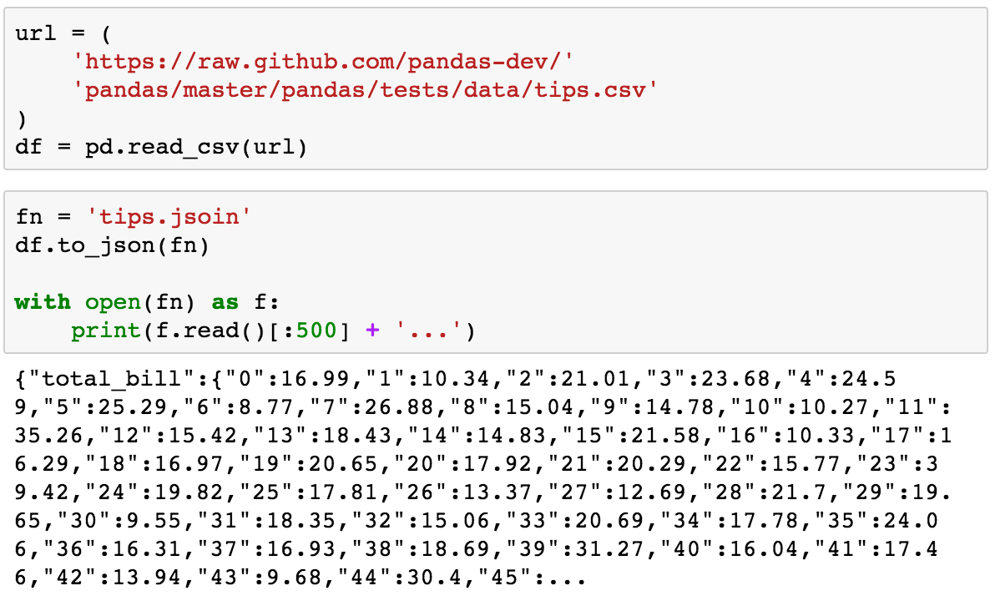 url = (
    'https://raw.github.com/pandas-dev/'
    'pandas/master/pandas/tests/data/tips.csv'
)
df = pd.read_csv(url)
fn = 'tips.jsoin'
df.to_json(fn)
with open(fn) as f:
    print(f.read()[:500] + '...')
{"total_bill":{"0":16.99,"1":10.34,"2":21.01,"3":23.68,"4":24.5
9,"5":25.29,"6":8.77,"7":26.88,"8":15.04,"9":14.78,"10":10.27,"11":
35.26,"12":15.42,"13":18.43,"14":14.83,"15":21.58,"16":10.33,"17":1
6.29,"18":16.97,"19":20.65,"20":17.92,"21":20.29,"22":15.77,"23":3
9.42,"24":19.82,"25":17.81,"26":13.37,"27":12.69,"28":21.7,"29":19.
65,"30":9.55,"31":18.35,"32":15.06,"33":20.69,"34":17.78,"35":24.0
6,"36":16.31,"37":16.93,"38":18.69,"39":31.27,"40":16.04,"41":17.4
6,"42":13.94,"43":9.68,"44":30.4,"45":...